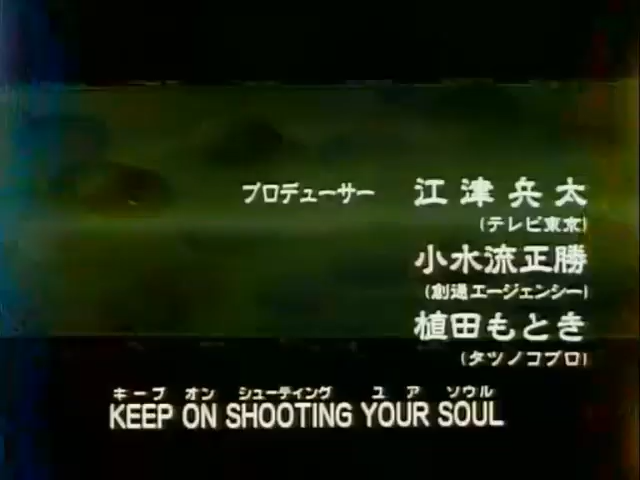 プロデューサー 江津兵太
(テレビ東京)
小水流正勝
(創通エージェンシー)
植田もとき
(タツノコプロ)
キープ オン シューティング ユア ソウル
KEEP ON SHOOTING YOUR SOUL